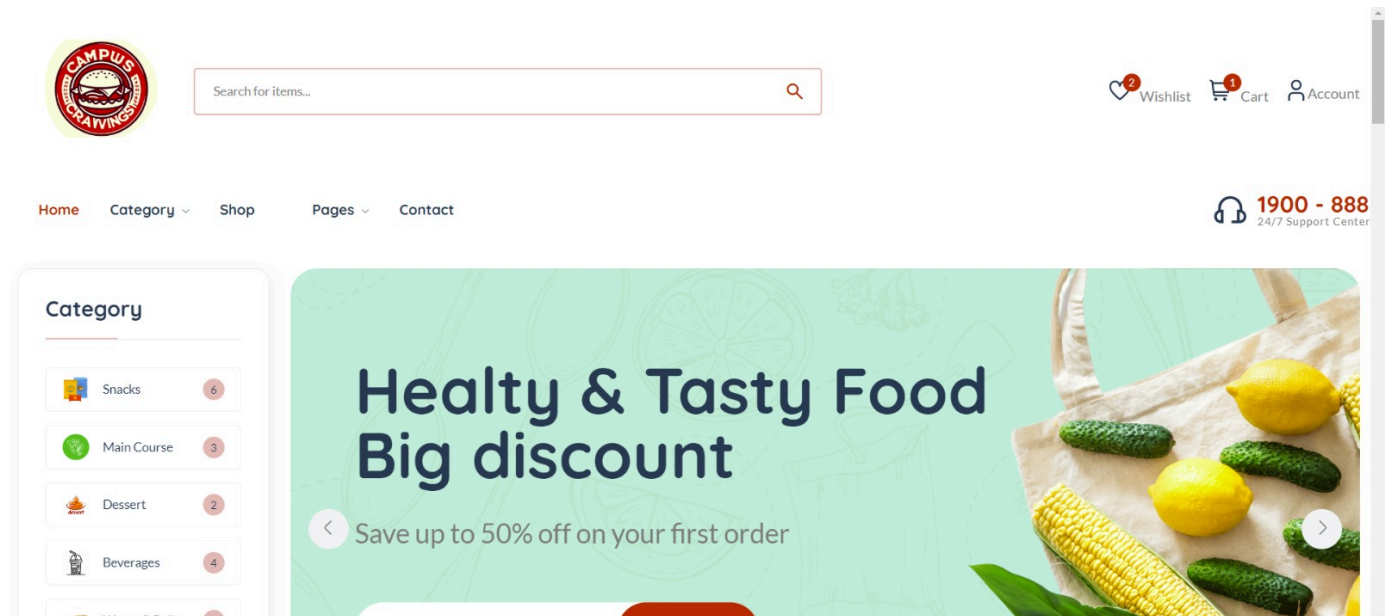 CAMPUS
CRAVVINGS
Search for items...
2
Wishlist
1
Cart
Account
Home
Category
Shop
Pages
Contact
1900 - 888
24/7 Support Center
Category
Snacks
6
Main Course
3
Dessert
2
Beverages
4
Healty & Tasty Food
Big discount
Save up to 50% off on your first order